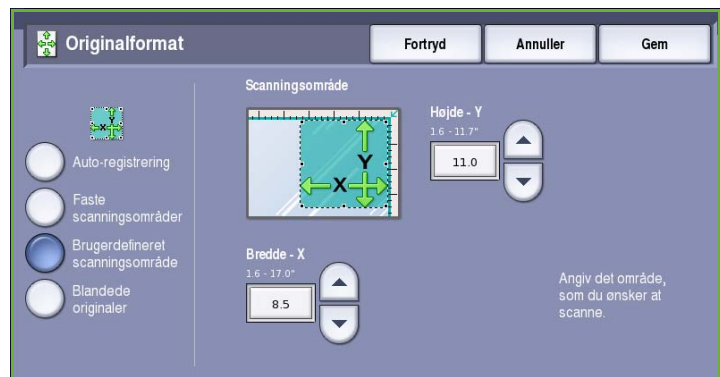 Originalformat
Fortryd
Annuller
Gem
Auto-registrering
Faste
scanningsområder
Brugerdefineret
scanningsområde
Blandede
originaler
Scanningsområde
Y
X
Højde - Y
1.6 - 11.7"
11.0
Bredde - X
1.6 - 17.0"
8.5
Angiv det område,
som du ønsker at
scanne.